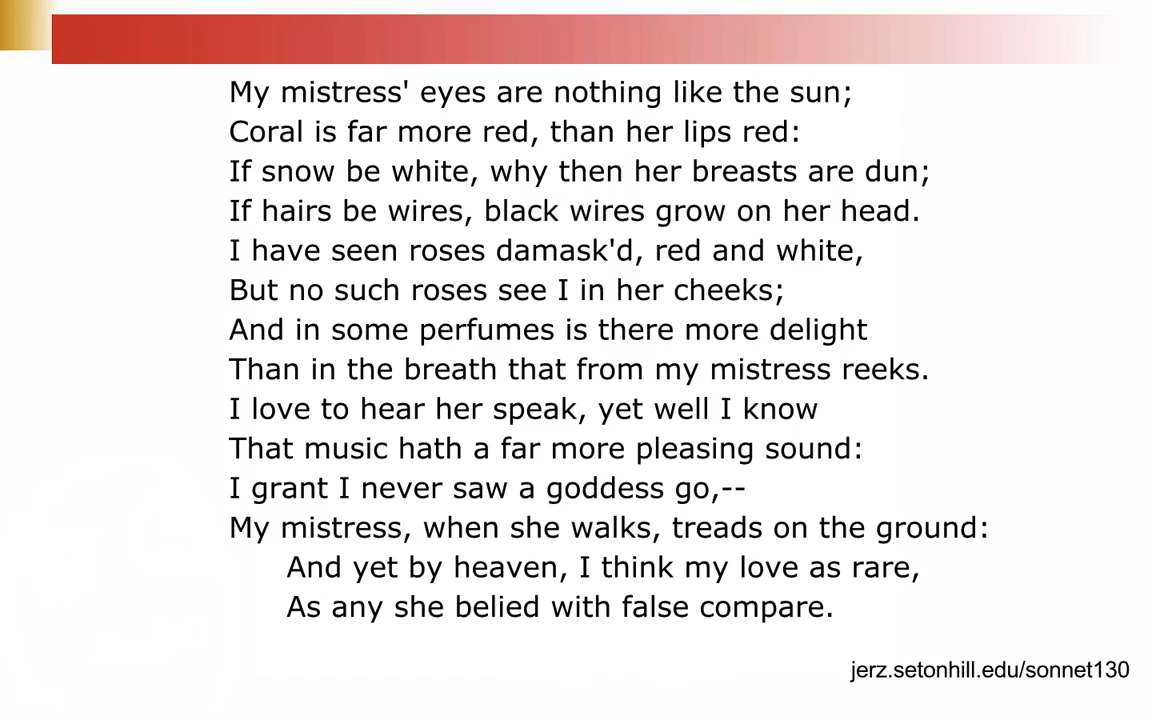 My mistress' eyes are nothing like the sun;
Coral is far more red, than her lips red:
If snow be white, why then her breasts are dun;
If hairs be wires, black wires grow on her head.
I have seen roses damask'd, red and white,
But no such roses see I in her cheeks;
And in some perfumes is there more delight
Than in the breath that from my mistress reeks.
I love to hear her speak, yet well I know
That music hath a far more pleasing sound:
I grant I never saw a goddess go,--
My mistress, when she walks, treads on the ground:
And yet by heaven, I think my love as rare,
As any she belied with false compare.
jerz.setonhill.edu/sonnet130